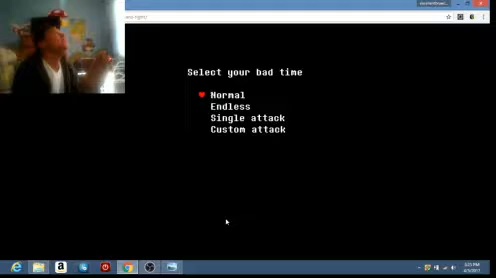 Select your bad time
Normal
Endless
Single attack
Custom attack